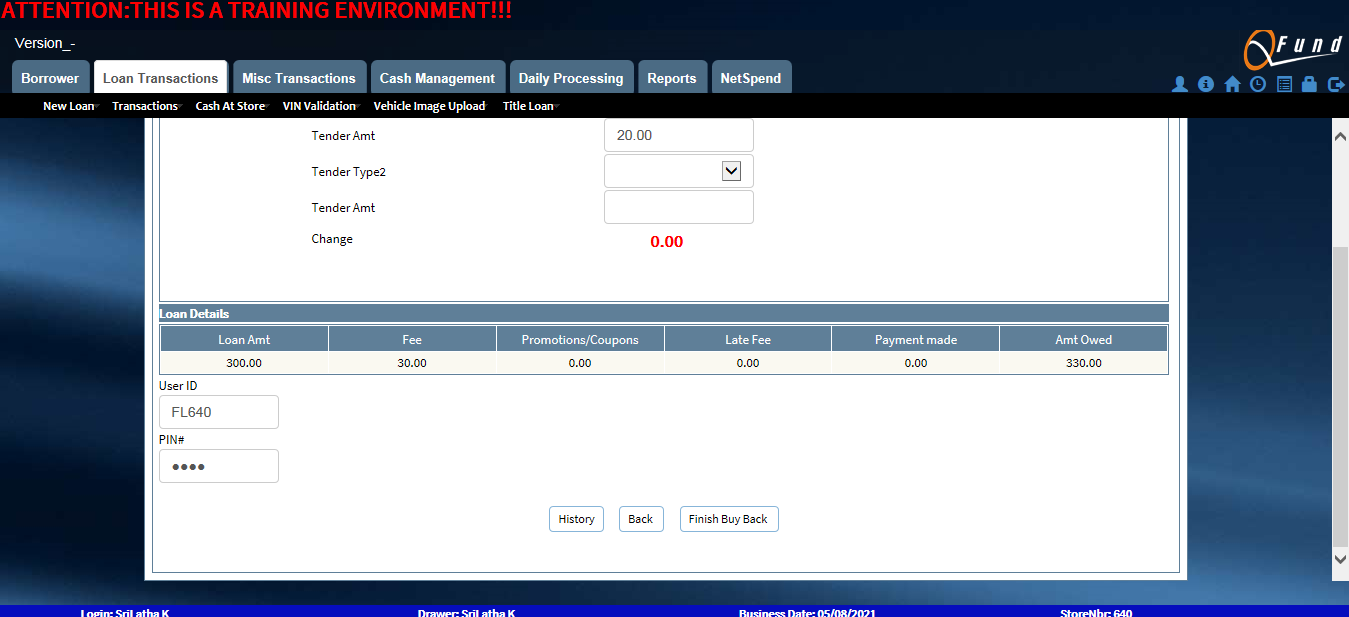 ATTENTION:THIS IS A TRAINING ENVIRONMENT!!!
Version_-
QFund
Borrower Loan Transactions Misc Transactions Cash Management Daily Processing Reports NetSpend
New Loan Transactions Cash At Store VIN Validation Vehicle Image Upload Title Loan
Tender Amt 20.00
Tender Type2
Tender Amt
Change 0.00
Loan Details
Loan Amt Fee Promotions/Coupons Late Fee Payment made Amt Owed
300.00 30.00 0.00 0.00 0.00 330.00
User ID
FL640
PIN#
••••
History Back Finish Buy Back
Login: SriLatha K Drawer: SriLatha K Business Date: 05/08/2021 StoreNbr: 640